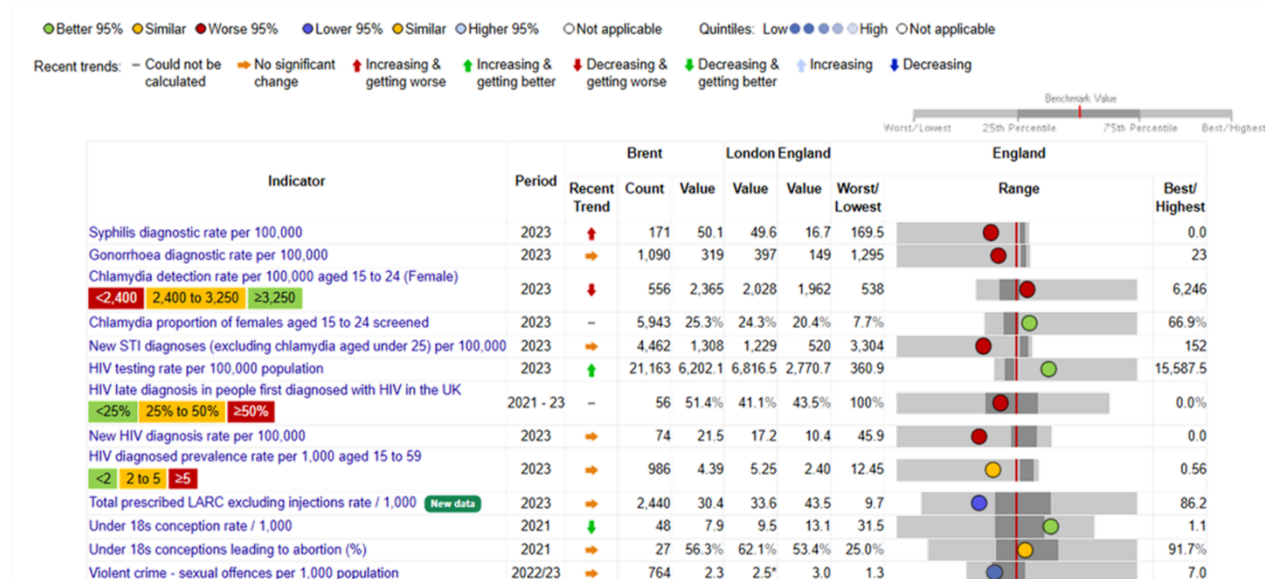 Better 95% Similar Worse 95% Lower 95% Similar Higher 95% Not applicable Quintiles: Low High Not applicable
Recent trends: – Could not be calculated No significant change Increasing & getting worse Increasing & getting better Decreasing & getting worse Decreasing & getting better Increasing Decreasing
Benchmark Value
Worst/Lowest 25th Percentile 75th Percentile Best/Highest
Indicator Period Brent London England England
Recent Trend Count Value Value Value Worst/ Lowest Range Best/ Highest
Syphilis diagnostic rate per 100,000 2023 171 50.1 49.6 16.7 169.5 0.0
Gonorrhoea diagnostic rate per 100,000 2023 1,090 319 397 149 1,295 23
Chlamydia detection rate per 100,000 aged 15 to 24 (Female)
<2,400 2,400 to 3,250 ≥3,250 2023 556 2,365 2,028 1,962 538 6,246
Chlamydia proportion of females aged 15 to 24 screened 2023 – 5,943 25.3% 24.3% 20.4% 7.7% 66.9%
New STI diagnoses (excluding chlamydia aged under 25) per 100,000 2023 4,462 1,308 1,229 520 3,304 152
HIV testing rate per 100,000 population 2023 21,163 6,202.1 6,816.5 2,770.7 360.9 15,587.5
HIV late diagnosis in people first diagnosed with HIV in the UK
<25% 25% to 50% ≥50% 2021 - 23 – 56 51.4% 41.1% 43.5% 100% 0.0%
New HIV diagnosis rate per 100,000 2023 74 21.5 17.2 10.4 45.9 0.0
HIV diagnosed prevalence rate per 1,000 aged 15 to 59
<2 2 to 5 ≥5 2023 986 4.39 5.25 2.40 12.45 0.56
Total prescribed LARC excluding injections rate / 1,000 New data 2023 2,440 30.4 33.6 43.5 9.7 86.2
Under 18s conception rate / 1,000 2021 48 7.9 9.5 13.1 31.5 1.1
Under 18s conceptions leading to abortion (%) 2021 27 56.3% 62.1% 53.4% 25.0% 91.7%
Violent crime - sexual offences per 1,000 population 2022/23 764 2.3 2.5* 3.0 1.3 7.0